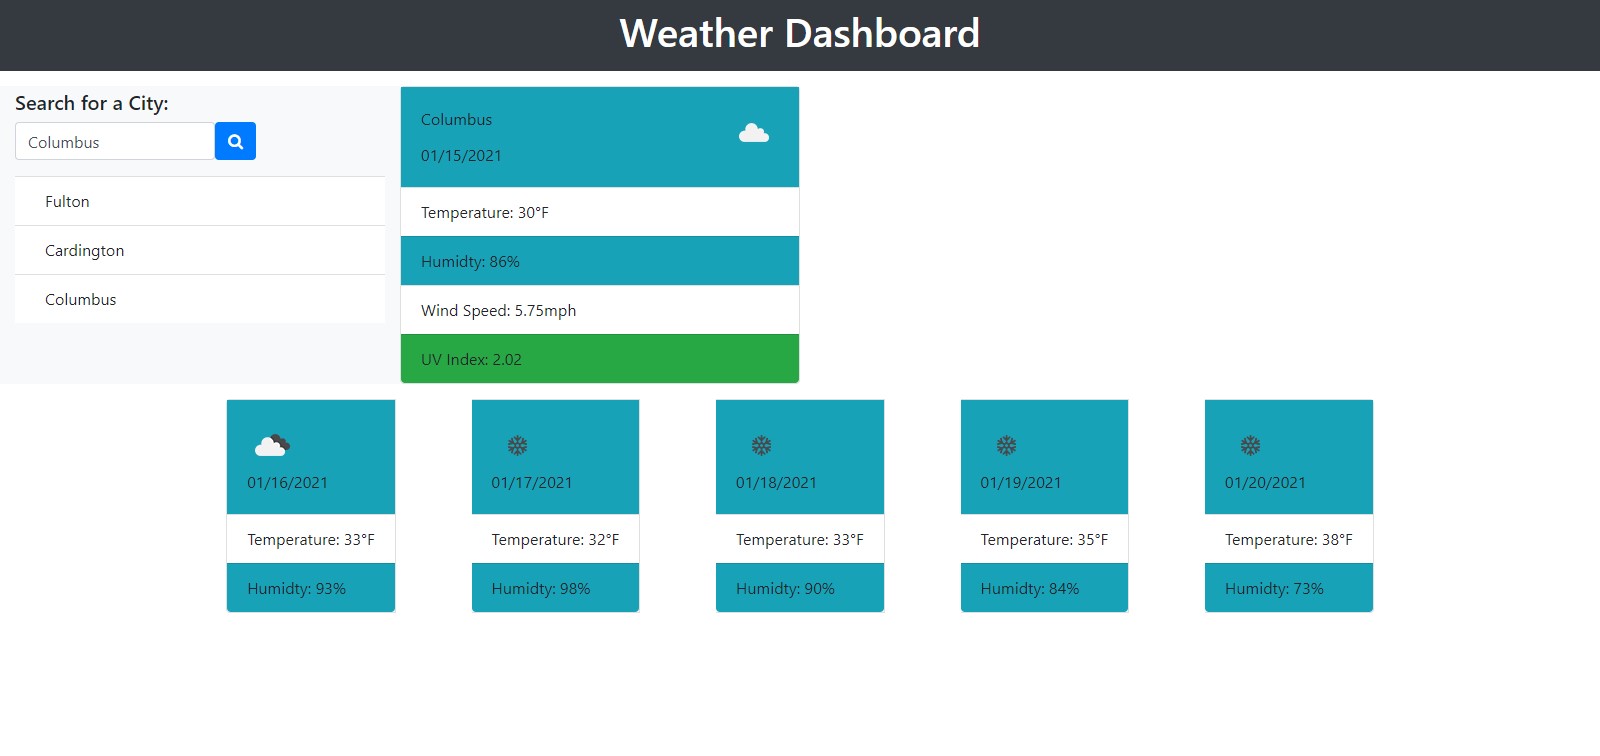 Weather Dashboard
Search for a City:
Columbus
Fulton
Cardington
Columbus
Columbus
01/15/2021
Temperature: 30°F
Humidty: 86%
Wind Speed: 5.75mph
UV Index: 2.02
01/16/2021
Temperature: 33°F
Humidty: 93%
01/17/2021
Temperature: 32°F
Humidty: 98%
01/18/2021
Temperature: 33°F
Humidty: 90%
01/19/2021
Temperature: 35°F
Humidty: 84%
01/20/2021
Temperature: 38°F
Humidty: 73%